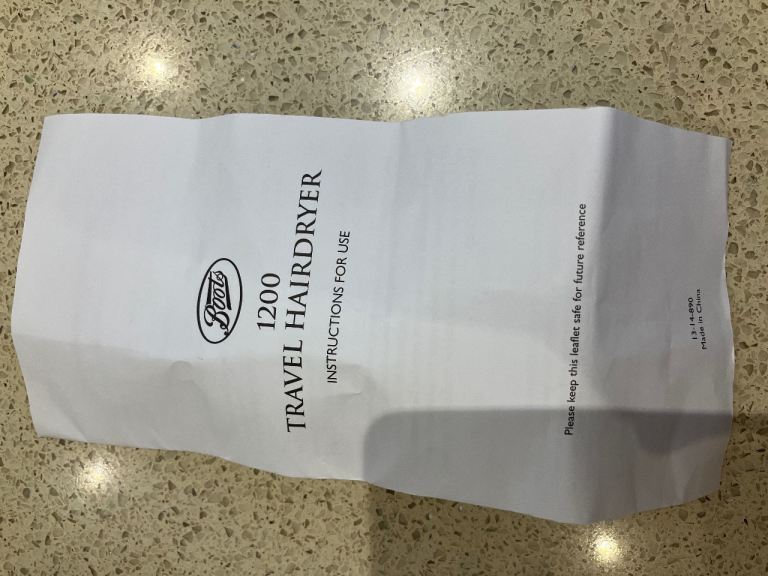 Boots
1200
TRAVEL HAIRDRYER
INSTRUCTIONS FOR USE
Please keep this leaflet safe for future reference
13-14-890
Made in China